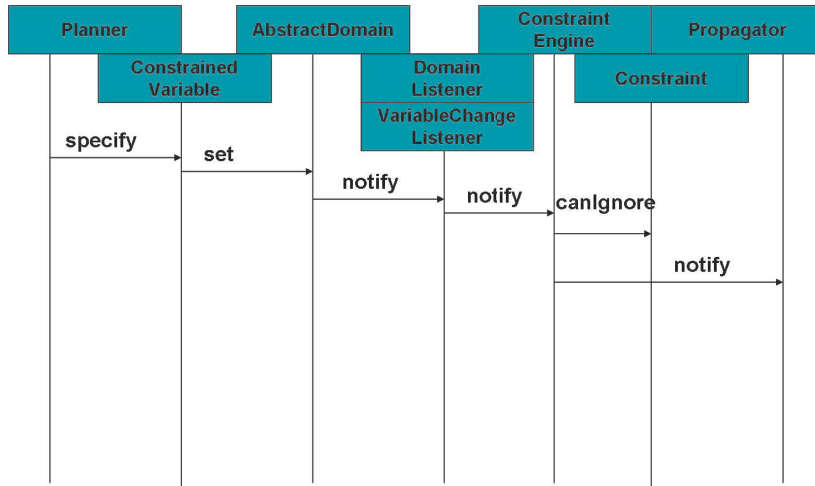 Planner
AbstractDomain
Constraint
Engine
Propagator
Constrained
Variable
Domain
Listener
Constraint
VariableChange
Listener
specify
set
notify
notify
canIgnore
notify